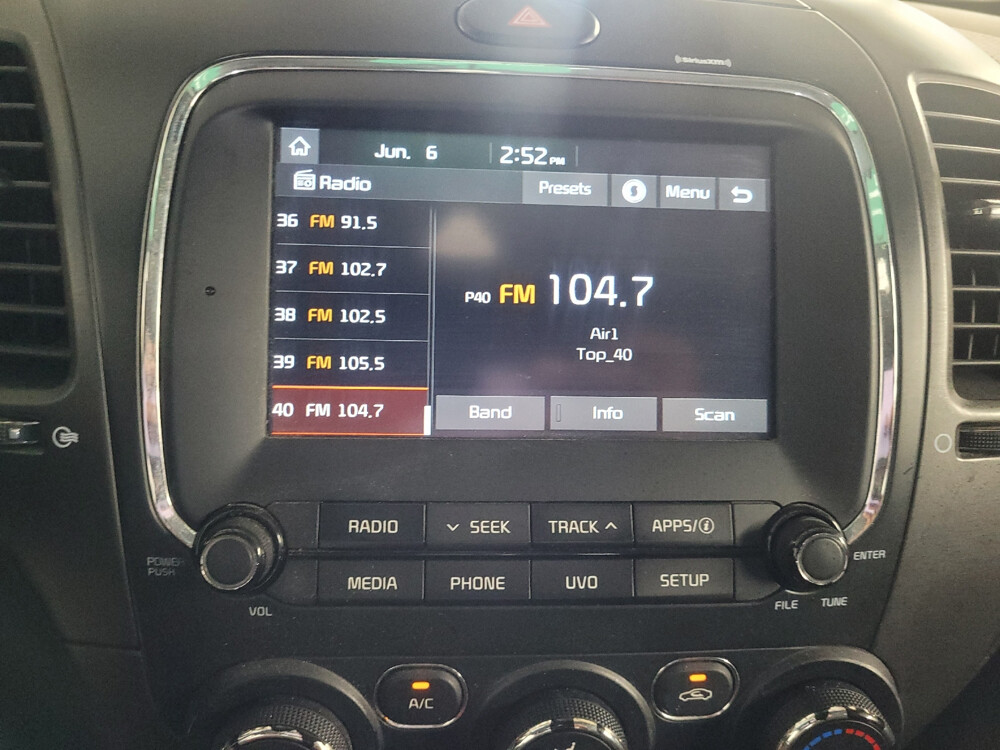 ((SiriusXM))
Jun. 6 2:52 PM
Radio Presets Menu
36 FM 91.5
37 FM 102.7
38 FM 102.5
39 FM 105.5
40 FM 104.7
P40 FM 104.7
Air1
Top_40
Band Info Scan
RADIO SEEK TRACK APPS/i
POWER
PUSH
VOL
MEDIA PHONE UVO SETUP
ENTER
FILE TUNE
A/C